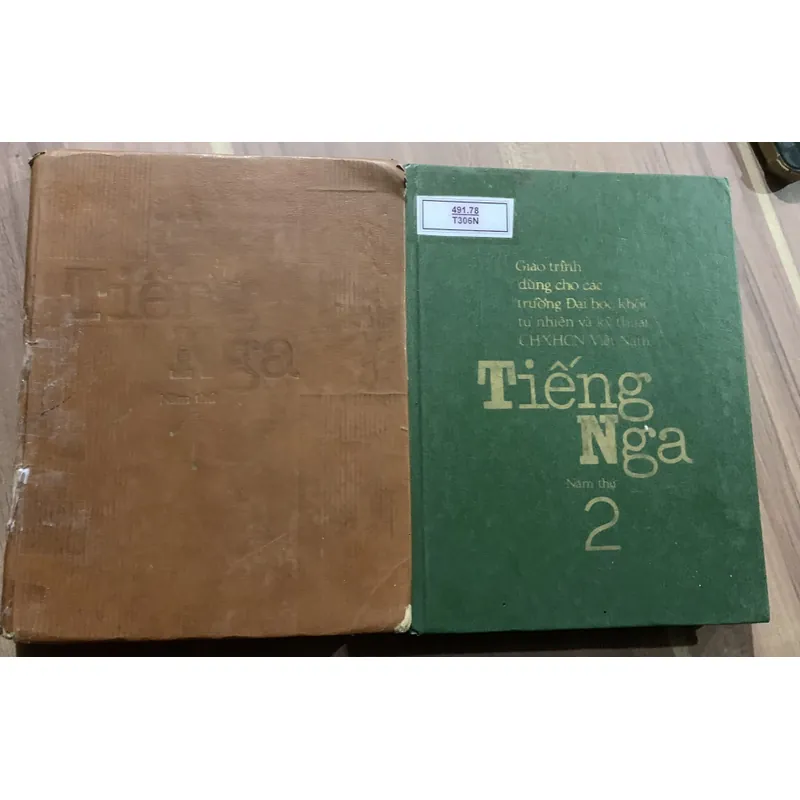 Tiếng
Nga
Năm thứ
491.78
T306N
Giáo trình
dùng cho các
trường Đại học khối
tự nhiên và kỹ thuật
CHXHCN Việt Nam
Tiếng
Nga
Năm thứ
2